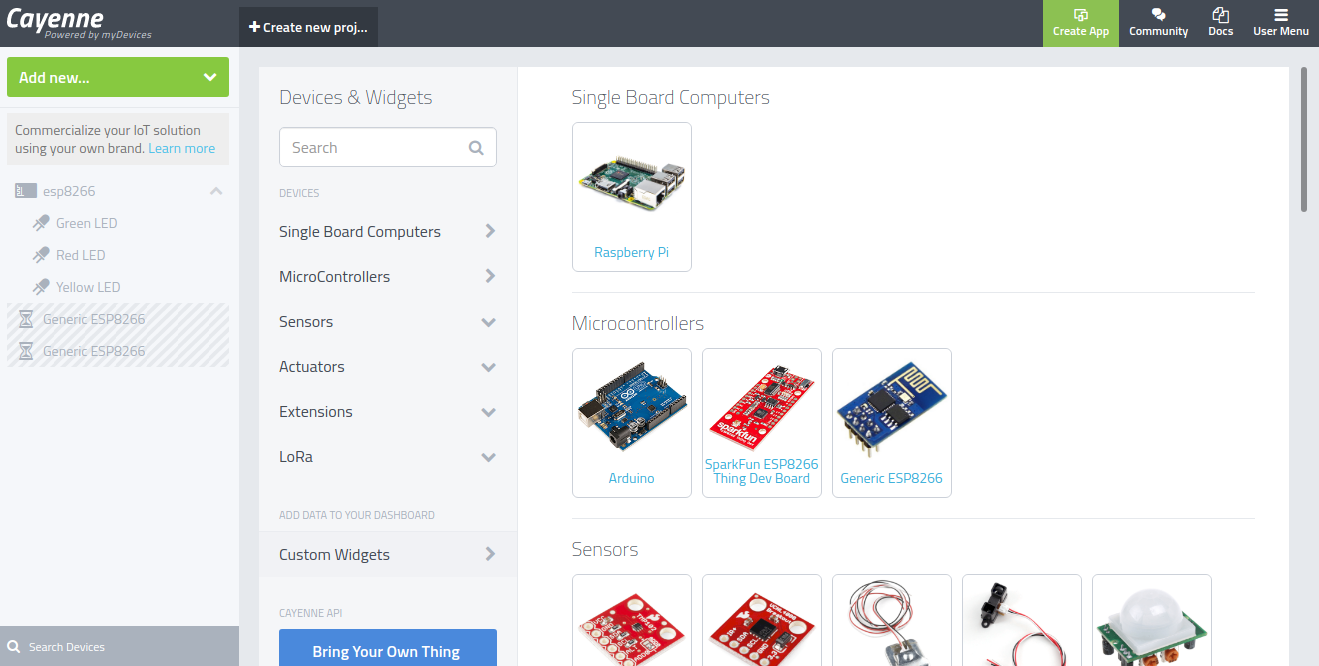 Cayenne
Powered by myDevices
Create new proj...
Create App
Community
Docs
User Menu
Add new...
Commercialize your IoT solution
using your own brand. Learn more
esp8266
Green LED
Red LED
Yellow LED
Generic ESP8266
Generic ESP8266
Search Devices
Devices & Widgets
Search
DEVICES
Single Board Computers
MicroControllers
Sensors
Actuators
Extensions
LoRa
ADD DATA TO YOUR DASHBOARD
Custom Widgets
CAYENNE API
Bring Your Own Thing
Single Board Computers
Raspberry Pi
Microcontrollers
sparkfun
Arduino
SparkFun ESP8266
Thing Dev Board
Generic ESP8266
Sensors